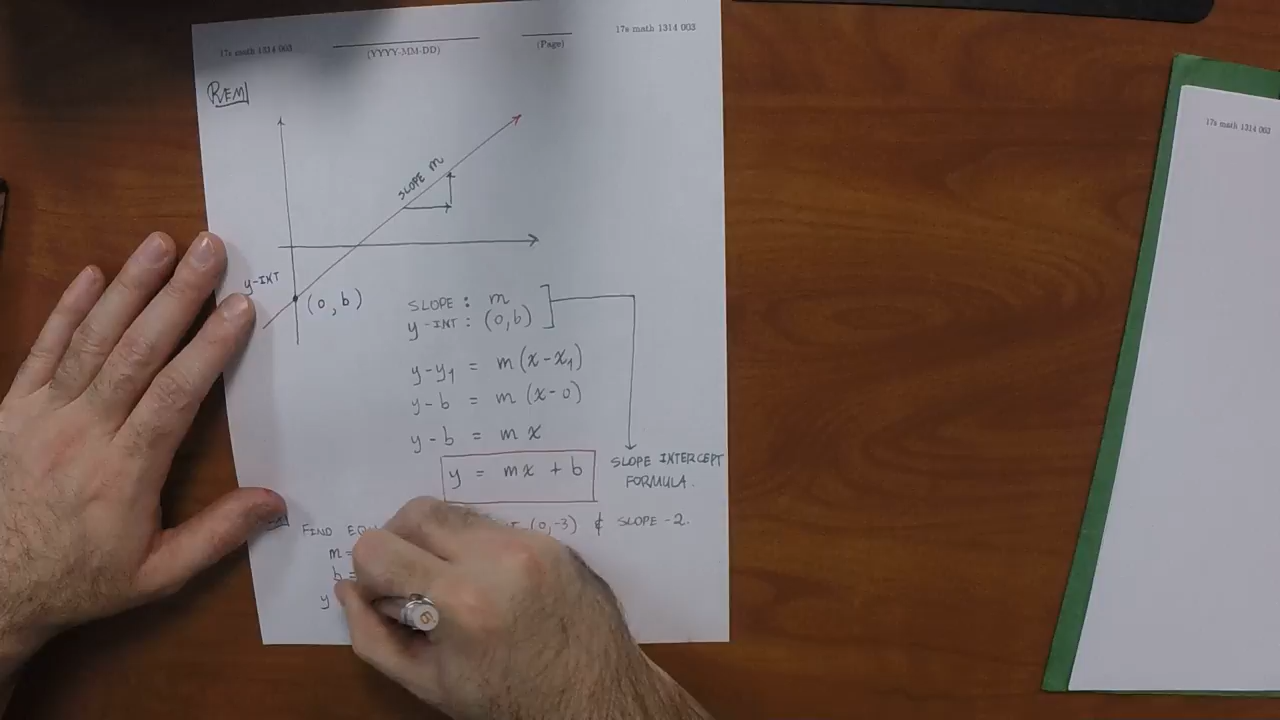 17s math 1314 003
(YYYY-MM-DD)
(Page)
17s math 1314 003
REM
SLOPE m
y-INT
(0, b)
SLOPE: m
y-INT: (0,b)
y-y₁ = m(x-x₁)
y-b = m(x-0)
y-b = mx
y = mx + b
SLOPE INTERCEPT
FORMULA.
FIND (0,-3) & SLOPE -2.
m =
b =
y
17s math 1314 003